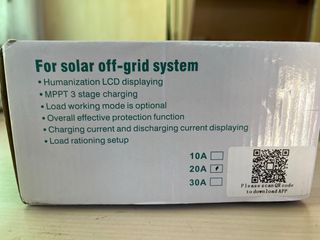 For solar off-grid system
• Humanization LCD displaying
• MPPT 3 stage charging
• Load working mode is optional
• Overall effective protection function
• Charging current and discharging current displaying
• Load rationing setup
10A
20A
30A
Please scan QR code
to download APP